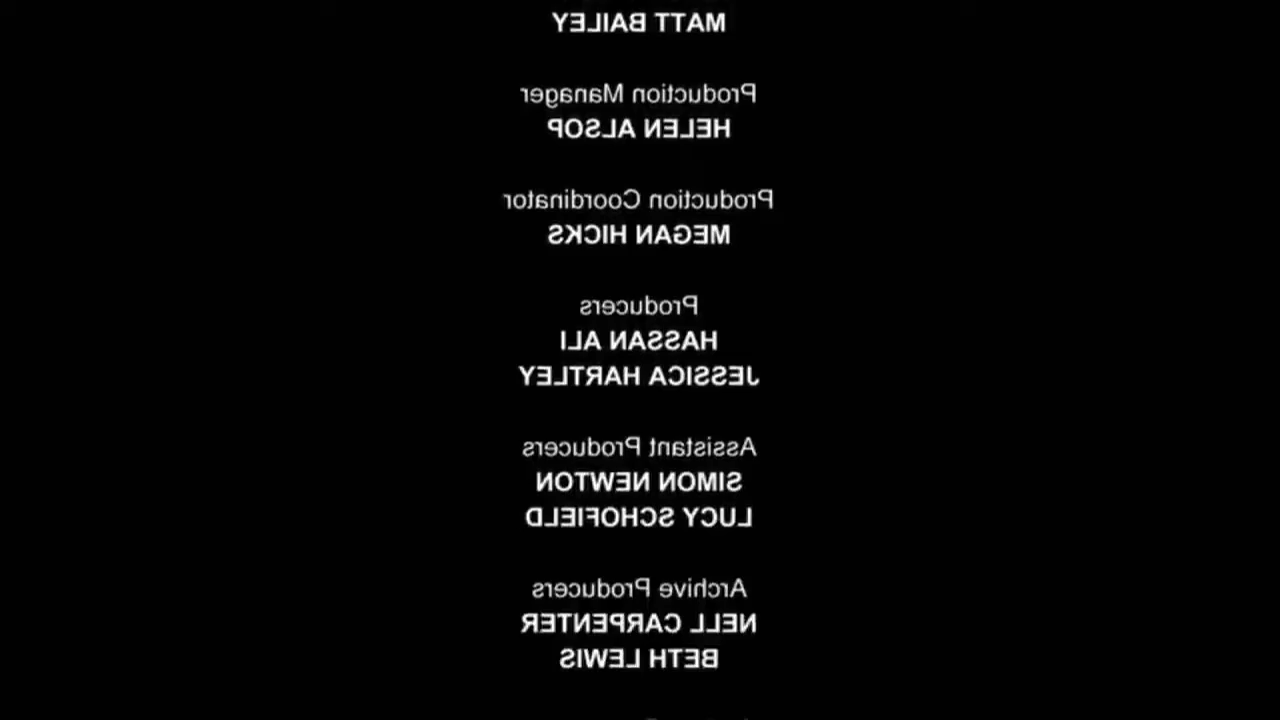 MATT BAILEY
Production Manager
HELEN ALSOP
Production Coordinator
MEGAN HICKS
Producers
HASSAN ALI
JESSICA HARTLEY
Assistant Producers
SIMON NEWTON
LUCY SCHOFIELD
Archive Producers
NELL CARPENTER
BETH LEWIS